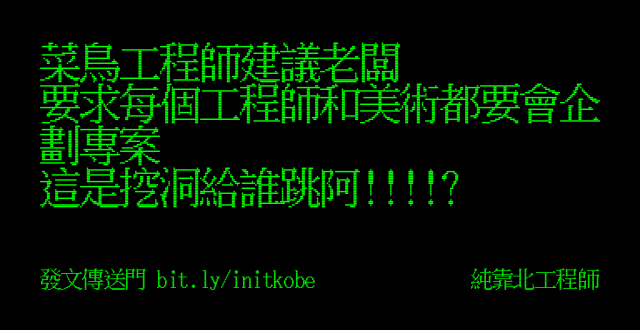 菜鳥工程師建議老闆
要求每個工程師和美術都要會企
劃專案
這是挖洞給誰跳阿!!!!?
發文傳送門 bit.ly/initkobe
純靠北工程師